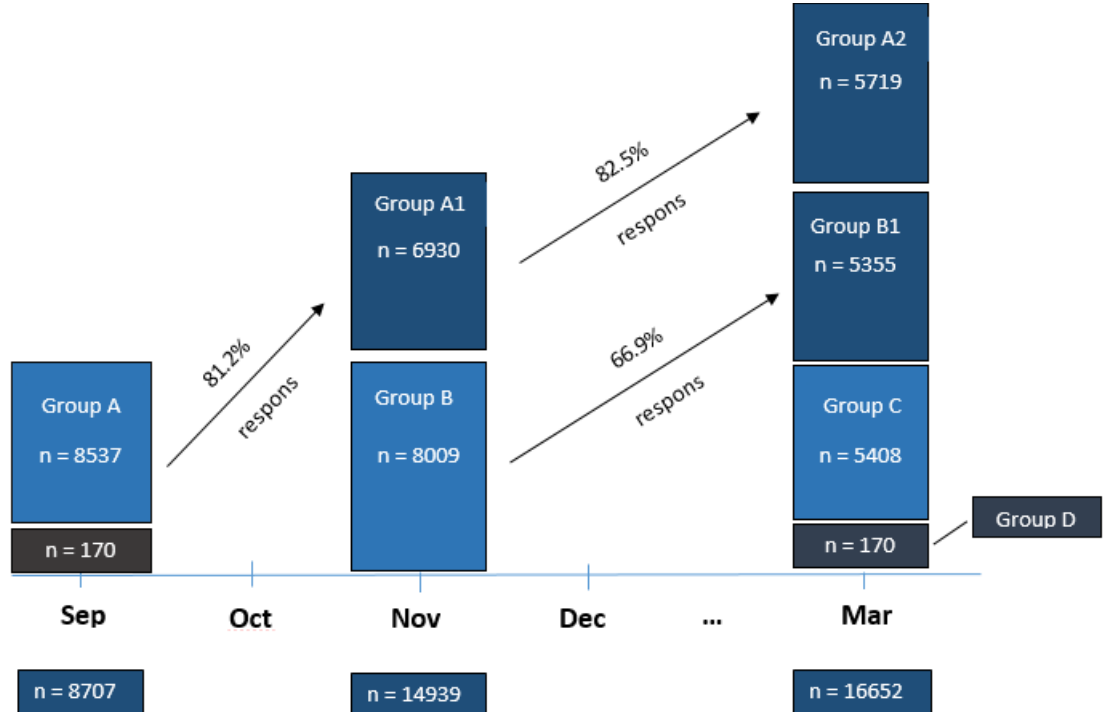 Group A2
n = 5719
82.5%
respons
Group A1
n = 6930
Group B1
n = 5355
81.2%
respons
66.9%
respons
Group A
n = 8537
Group B
n = 8009
Group C
n = 5408
n = 170
n = 170
Group D
Sep
Oct
Nov
Dec
...
Mar
n = 8707
n = 14939
n = 16652